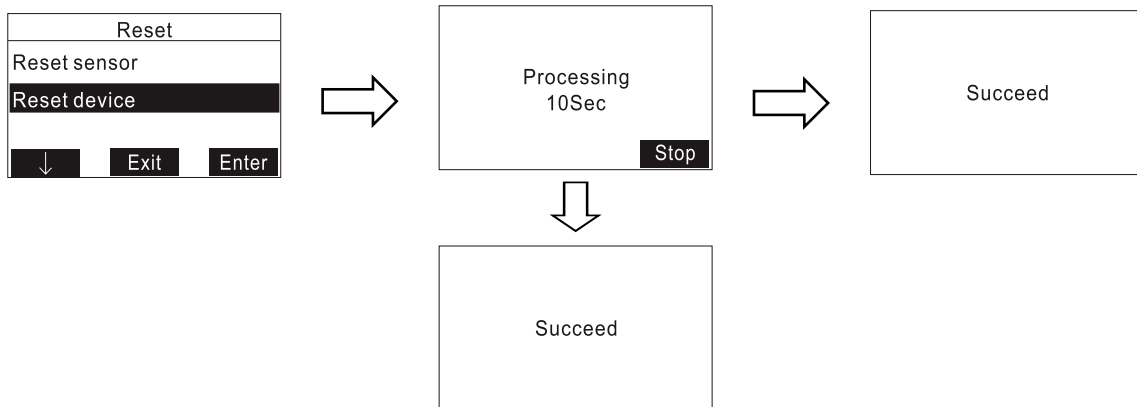 Reset
Reset sensor
Reset device
↓ Exit Enter
Processing
10Sec
Stop
Succeed
Succeed